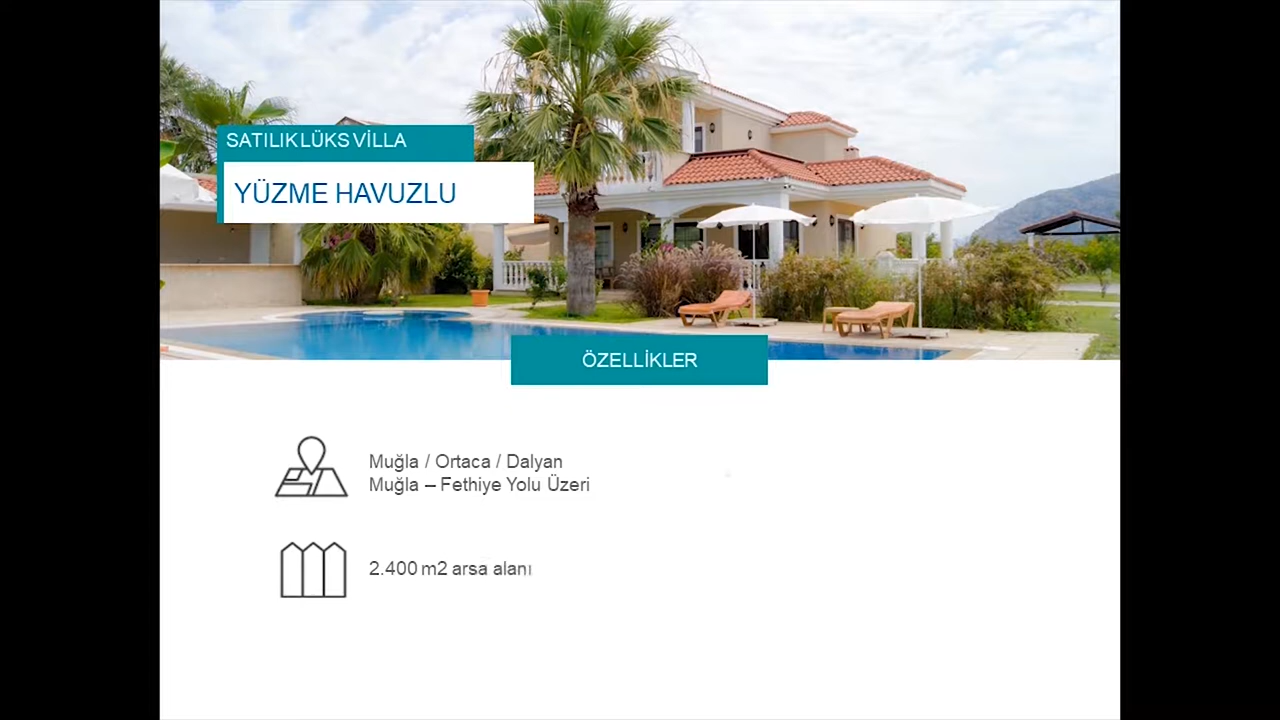 SATILIK LÜKS VİLLA
YÜZME HAVUZLU
ÖZELLİKLER
Muğla / Ortaca / Dalyan
Muğla – Fethiye Yolu Üzeri
2.400 m2 arsa alanı